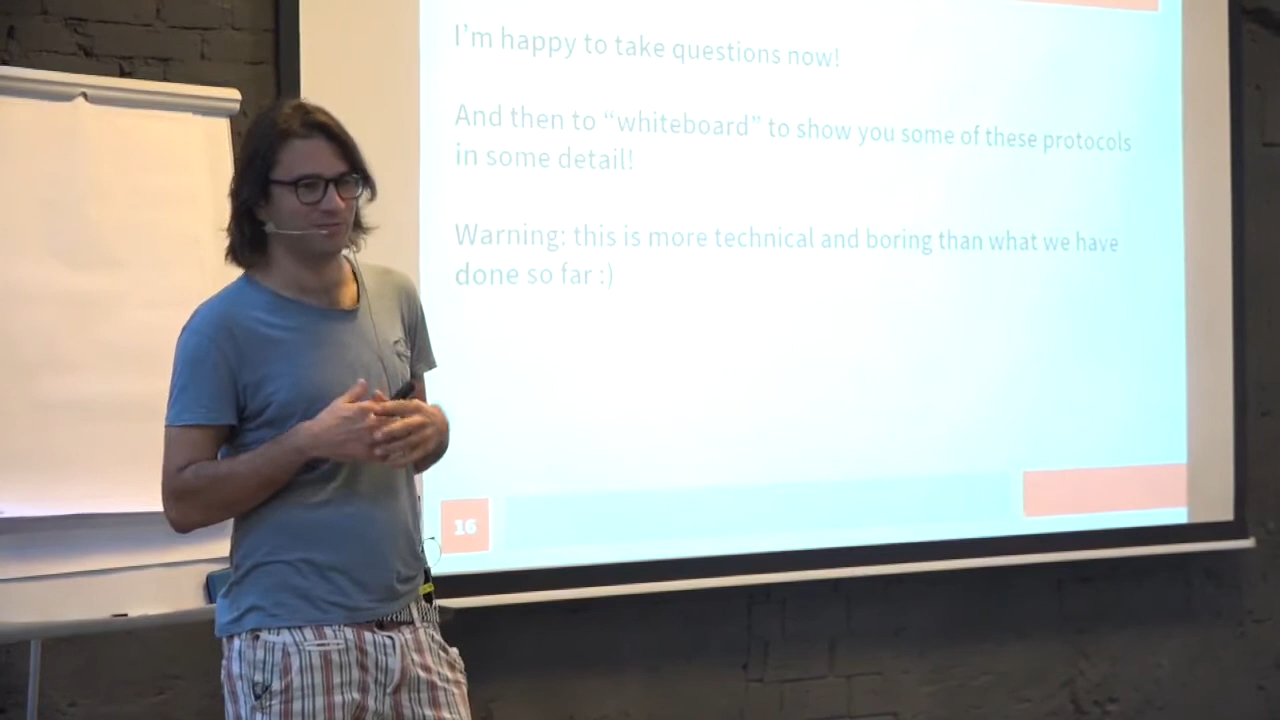 I'm happy to take questions now!
And then to “whiteboard” to show you some of these protocols
in some detail!
Warning: this is more technical and boring than what we have
done so far :)
16